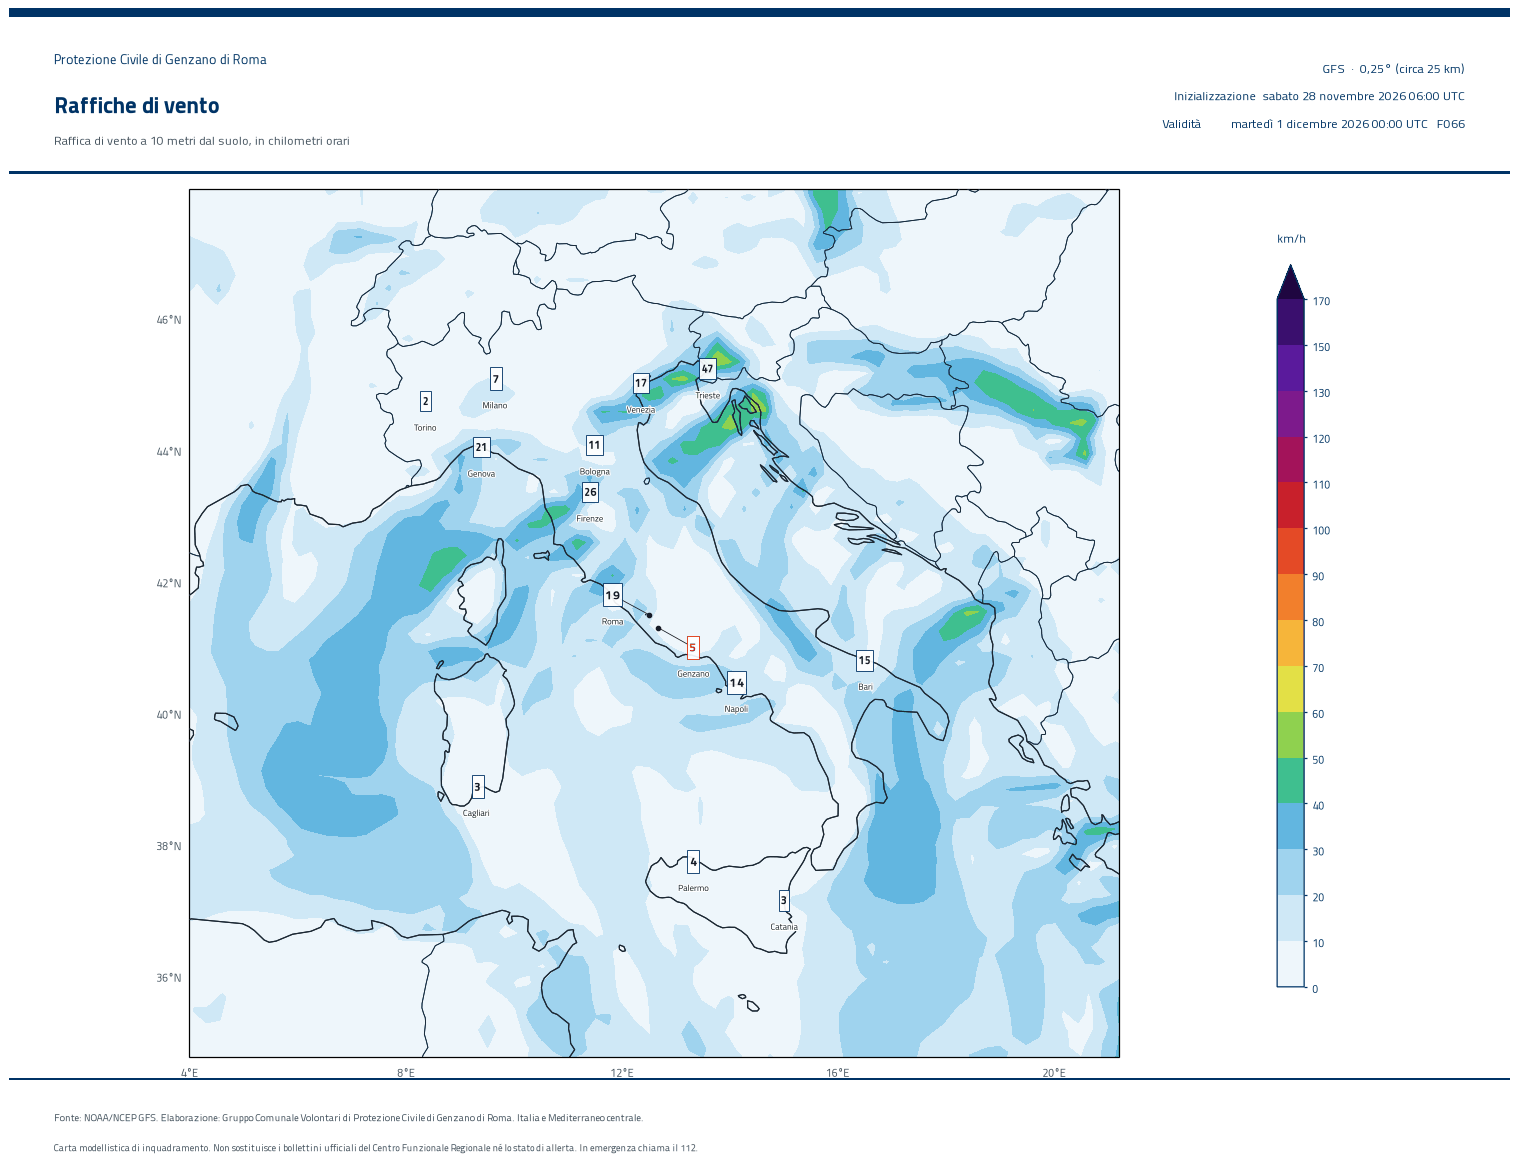 Protezione Civile di Genzano di Roma
Raffiche di vento
Raffica di vento a 10 metri dal suolo, in chilometri orari
GFS · 0,25° (circa 25 km)
Inizializzazione sabato 28 novembre 2026 06:00 UTC
Validità martedì 1 dicembre 2026 00:00 UTC F066
km/h
170
150
130
120
110
100
90
80
70
60
50
40
30
20
10
0
46°N
44°N
42°N
40°N
38°N
36°N
4°E
8°E
12°E
16°E
20°E
47
Trieste
17
Venezia
7
Milano
2
Torino
21
Genova
11
Bologna
26
Firenze
19
Roma
5
Genzano
14
Napoli
15
Bari
3
Cagliari
4
Palermo
3
Catania
Fonte: NOAA/NCEP GFS. Elaborazione: Gruppo Comunale Volontari di Protezione Civile di Genzano di Roma. Italia e Mediterraneo centrale.
Carta modellistica di inquadramento. Non sostituisce i bollettini ufficiali del Centro Funzionale Regionale né lo stato di allerta. In emergenza chiama il 112.